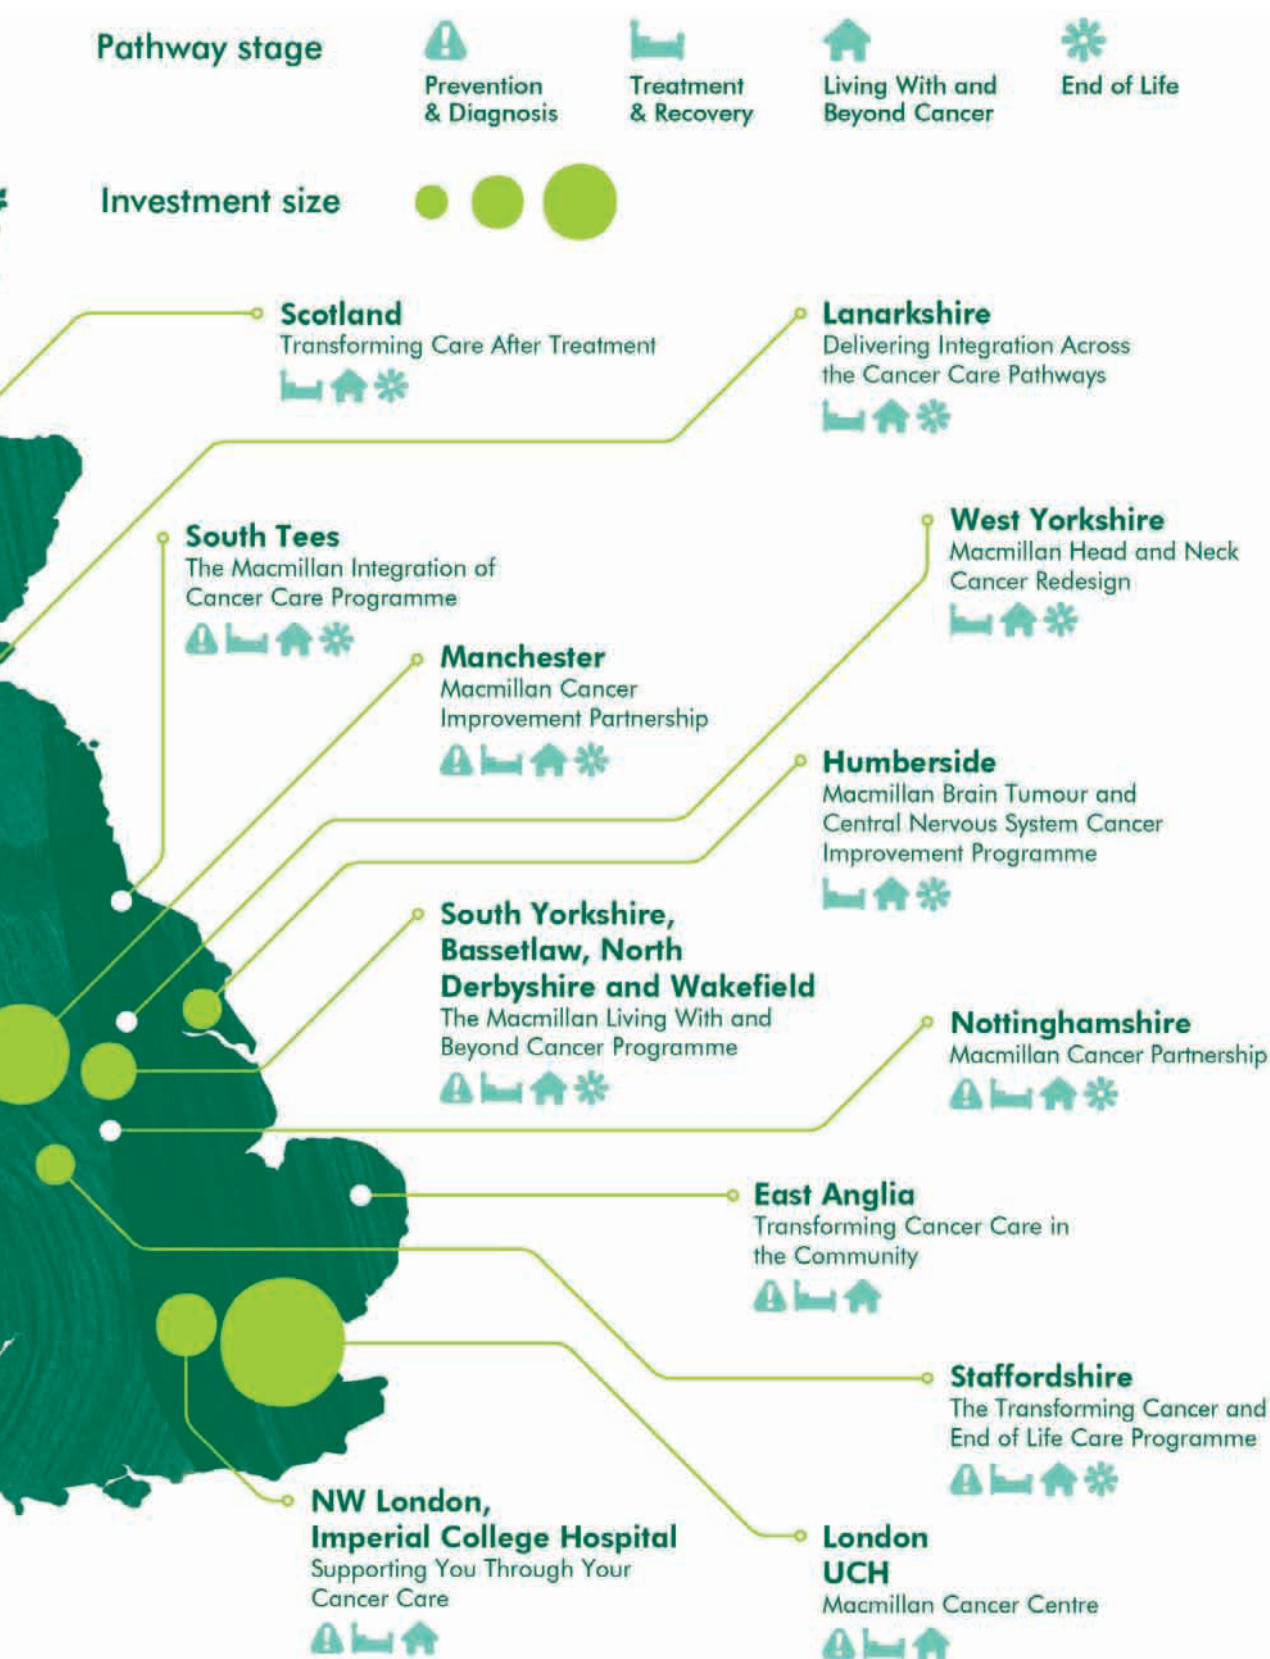 Pathway stage
Prevention
& Diagnosis
Treatment
& Recovery
Living With and
Beyond Cancer
End of Life
Investment size
Scotland
Transforming Care After Treatment
Lanarkshire
Delivering Integration Across
the Cancer Care Pathways
South Tees
The Macmillan Integration of
Cancer Care Programme
West Yorkshire
Macmillan Head and Neck
Cancer Redesign
Manchester
Macmillan Cancer
Improvement Partnership
Humberside
Macmillan Brain Tumour and
Central Nervous System Cancer
Improvement Programme
South Yorkshire,
Bassetlaw, North
Derbyshire and Wakefield
The Macmillan Living With and
Beyond Cancer Programme
Nottinghamshire
Macmillan Cancer Partnership
East Anglia
Transforming Cancer Care in
the Community
Staffordshire
The Transforming Cancer and
End of Life Care Programme
NW London,
Imperial College Hospital
Supporting You Through Your
Cancer Care
London
UCH
Macmillan Cancer Centre